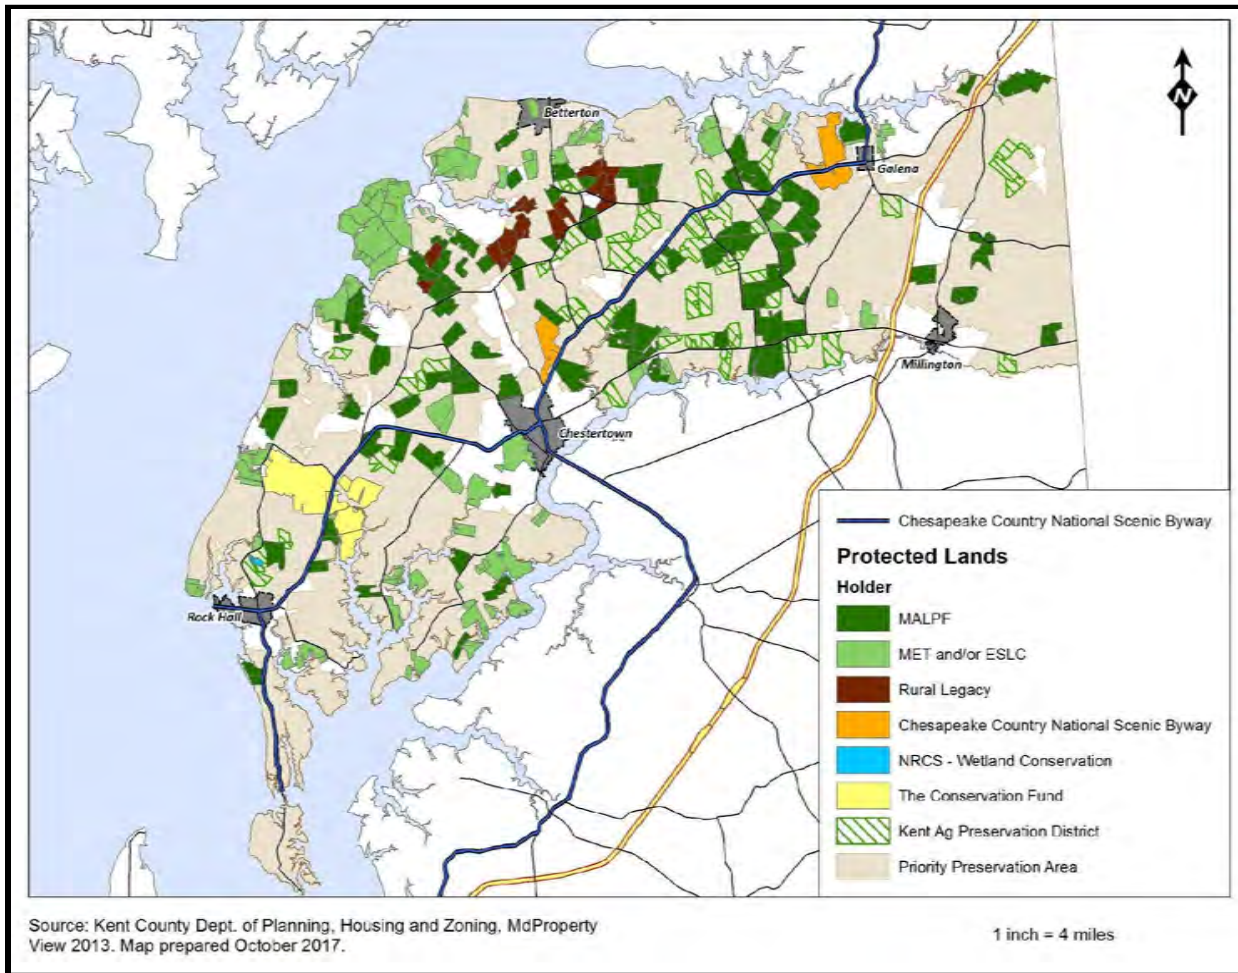 N
Betterton
Galena
Millington
Chestertown
Rock Hall
Chesapeake Country National Scenic Byway
Protected Lands
Holder
MALPF
MET and/or ESLC
Rural Legacy
Chesapeake Country National Scenic Byway
NRCS - Wetland Conservation
The Conservation Fund
Kent Ag Preservation District
Priority Preservation Area
Source: Kent County Dept. of Planning, Housing and Zoning, MdProperty
View 2013. Map prepared October 2017.
1 inch = 4 miles